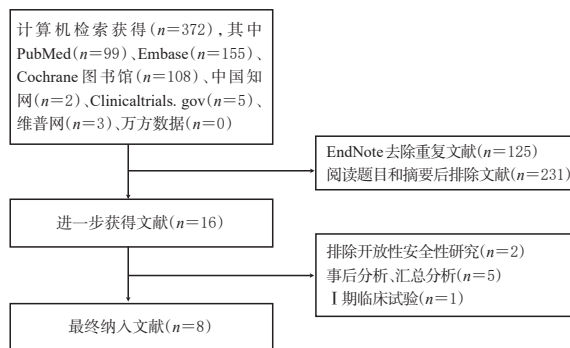 计算机检索获得(n=372),其中
PubMed(n=99)、Embase(n=155)、
Cochrane 图书馆(n=108)、中国知
网(n=2)、Clinicaltrials. gov(n=5)、
维普网(n=3)、万方数据(n=0)
EndNote去除重复文献(n=125)
阅读题目和摘要后排除文献(n=231)
进一步获得文献(n=16)
排除开放性安全性研究(n=2)
事后分析、汇总分析(n=5)
Ⅰ期临床试验(n=1)
最终纳入文献(n=8)